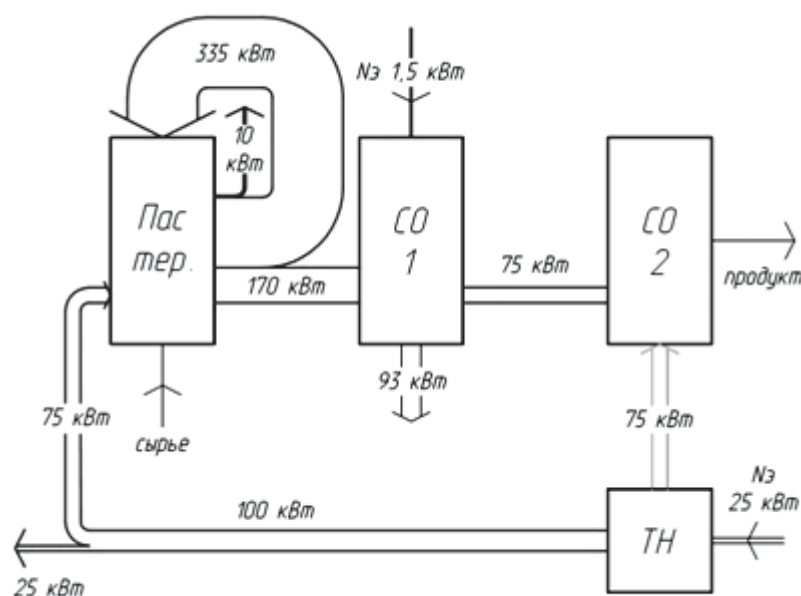 335 кВт
Nэ 1,5 кВт
10
кВт
Пас
тер.
СО
1
СО
2
170 кВт
75 кВт
продукт
93 кВт
75 кВт
сырье
75 кВт
Nэ
25 кВт
100 кВт
ТН
25 кВт